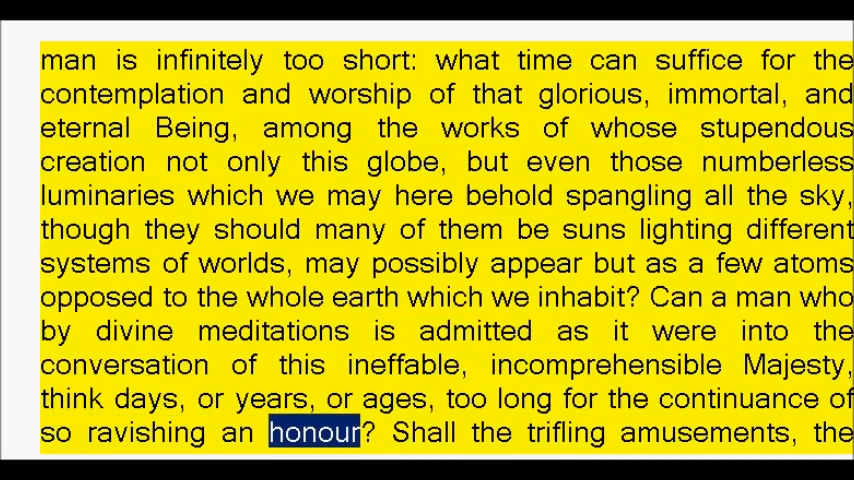 man is infinitely too short: what time can suffice for the
contemplation and worship of that glorious, immortal, and
eternal Being, among the works of whose stupendous
creation not only this globe, but even those numberless
luminaries which we may here behold spangling all the sky,
though they should many of them be suns lighting different
systems of worlds, may possibly appear but as a few atoms
opposed to the whole earth which we inhabit? Can a man who
by divine meditations is admitted as it were into the
conversation of this ineffable, incomprehensible Majesty,
think days, or years, or ages, too long for the continuance of
so ravishing an honour? Shall the trifling amusements, the